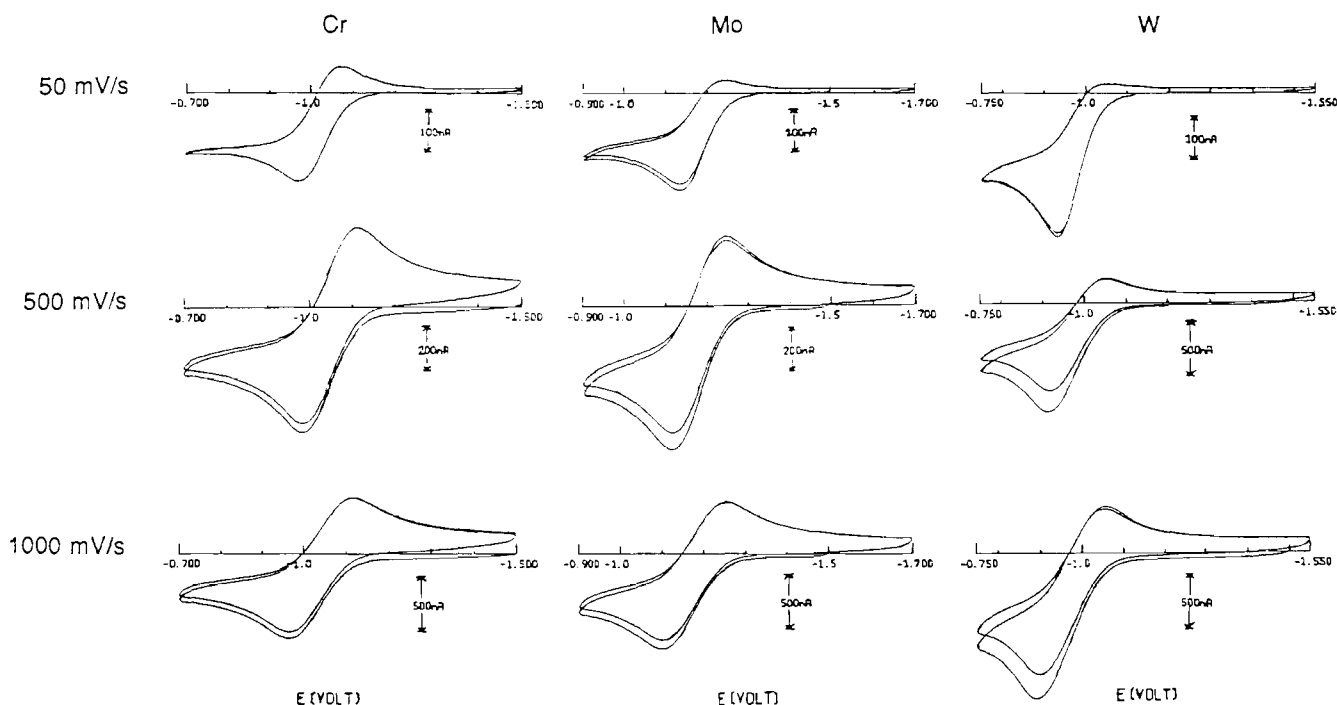 Cr Mo W
50 mV/s
-0.700 -1.0 -1.500 -0.900 -1.0 -1.5 -1.700 -0.750 -1.0 -1.550
100nA 100nA 100nA
500 mV/s
-0.700 -1.0 -1.500 -0.900 -1.0 -1.5 -1.700 -0.750 -1.0 -1.550
200nA 200nA 500nA
1000 mV/s
-0.700 -1.0 -1.500 -0.900 -1.0 -1.5 -1.700 -0.750 -1.0 -1.550
500nA 500nA 500nA
E (VOLT) E (VOLT) E (VOLT)